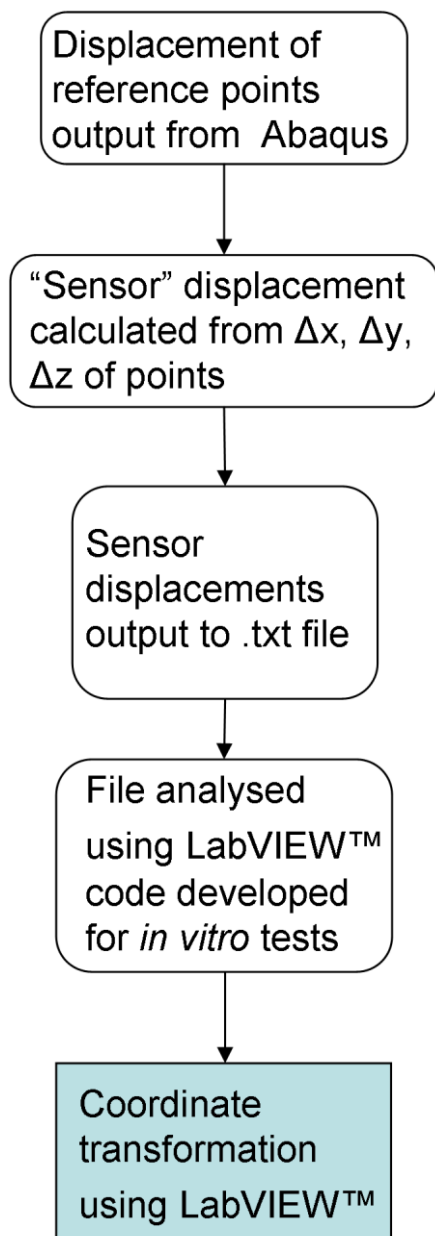 Displacement of
reference points
output from Abaqus
“Sensor” displacement
calculated from Δx, Δy,
Δz of points
Sensor
displacements
output to .txt file
File analysed
using LabVIEW™
code developed
for in vitro tests
Coordinate
transformation
using LabVIEW™